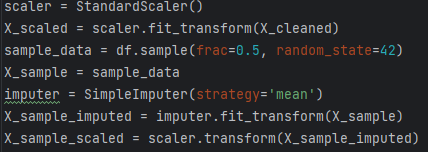 scaler = StandardScaler()
X_scaled = scaler.fit_transform(X_cleaned)
sample_data = df.sample(frac=0.5, random_state=42)
X_sample = sample_data
imputer = SimpleImputer(strategy='mean')
X_sample_imputed = imputer.fit_transform(X_sample)
X_sample_scaled = scaler.transform(X_sample_imputed)